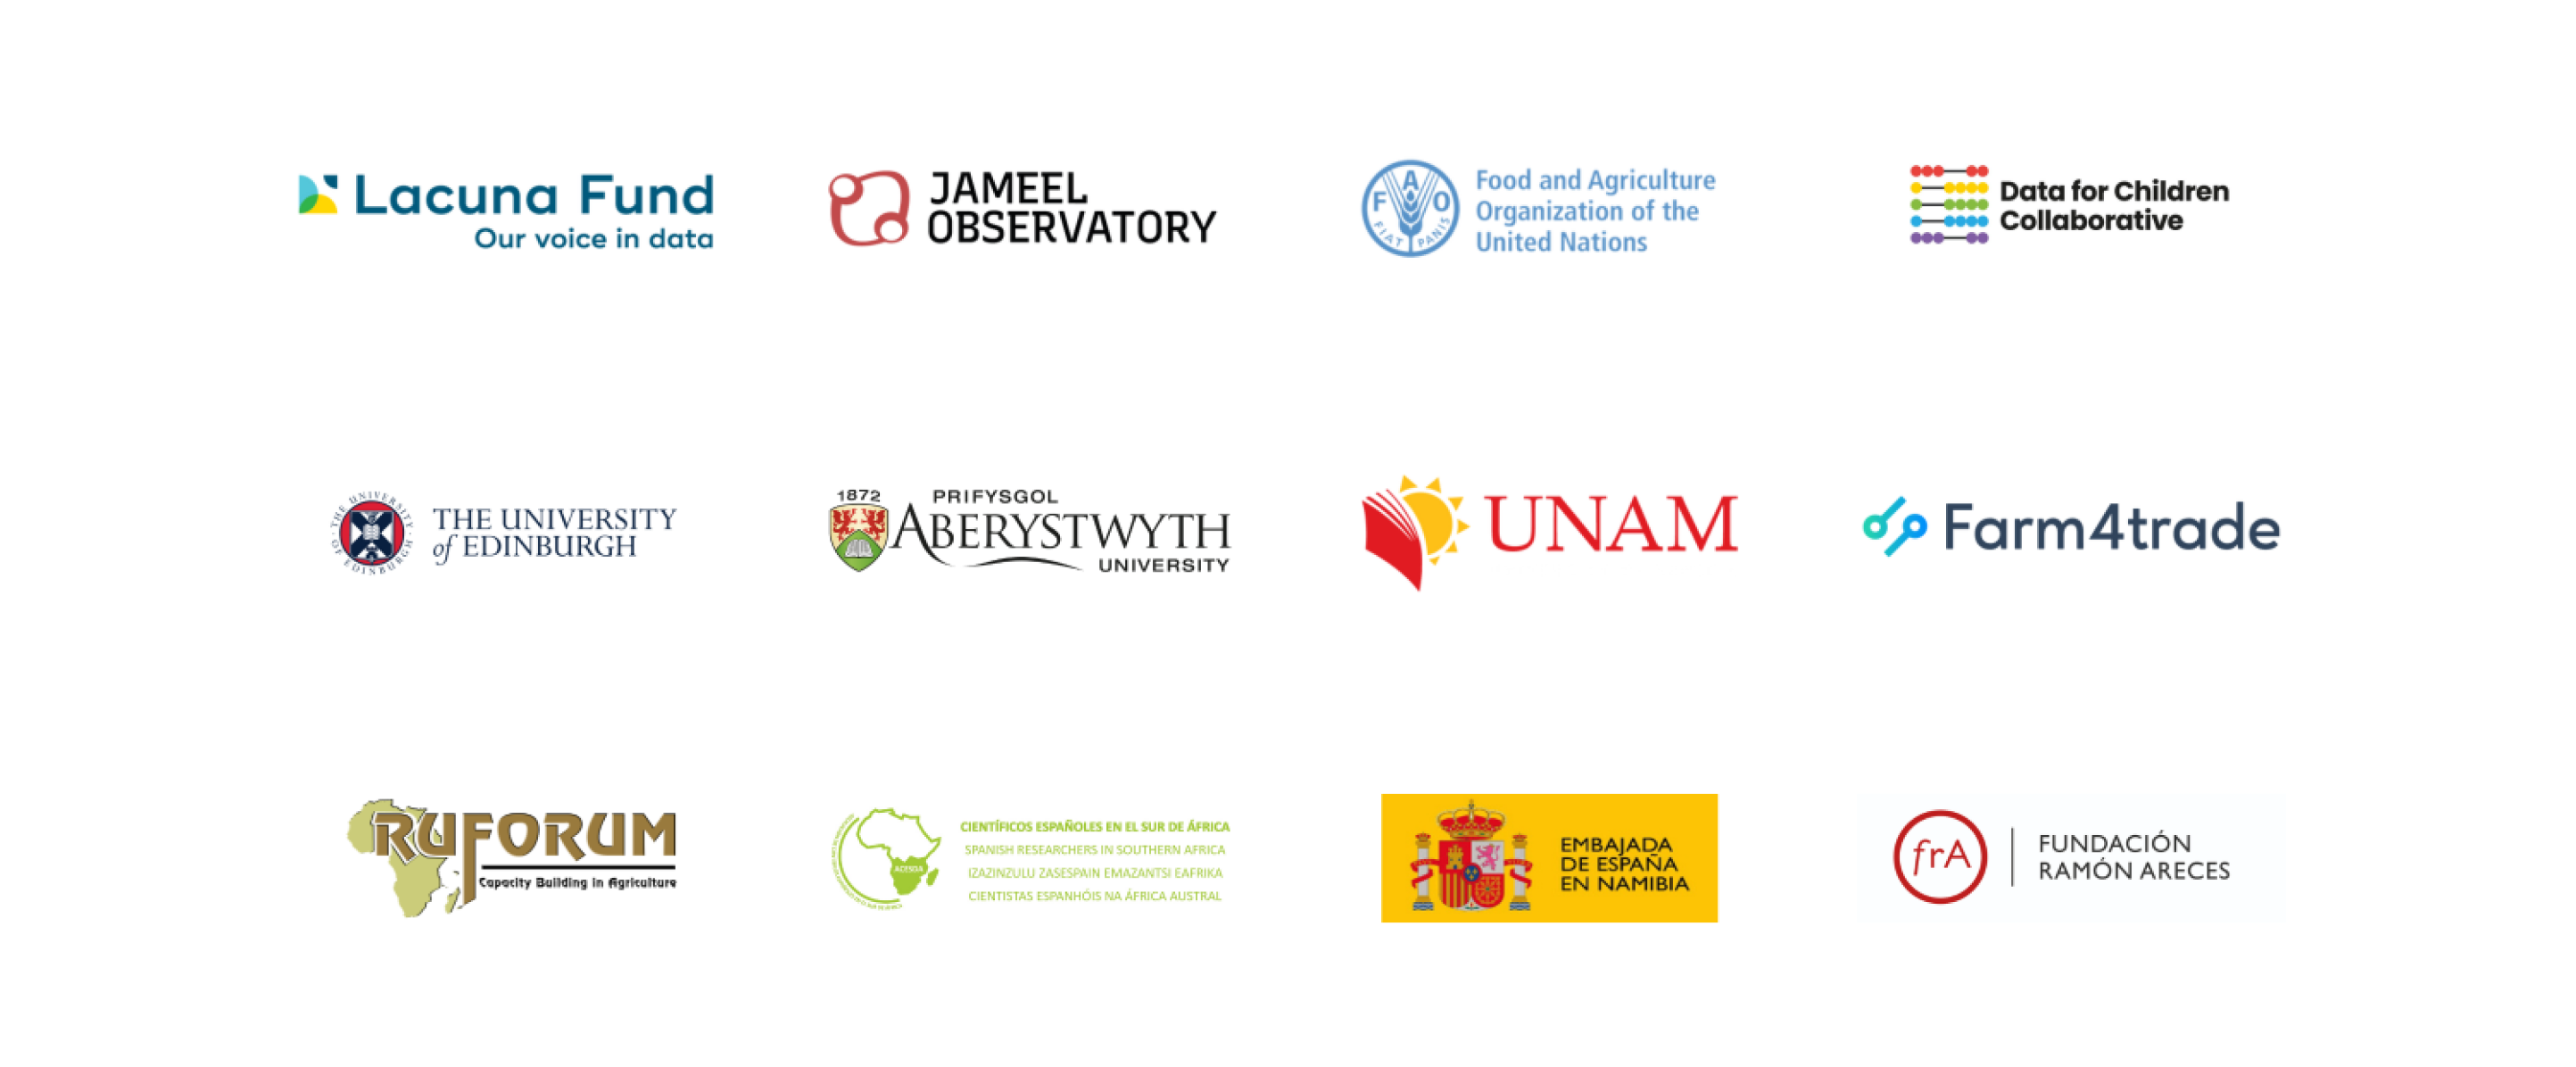 Lacuna Fund
Our voice in data
JAMEEL
OBSERVATORY
F A O
FIAT PANIS
Food and Agriculture
Organization of the
United Nations
Data for Children
Collaborative
THE UNIVERSITY OF EDINBURGH
THE UNIVERSITY
of EDINBURGH
1872
PRIFYSGOL
ABERYSTWYTH
UNIVERSITY
UNAM
Farm4trade
RUFORUM
Capacity Building in Agriculture
ACESDA
CIENTÍFICOS ESPAÑOLES EN EL SUR DE ÁFRICA
SPANISH RESEARCHERS IN SOUTHERN AFRICA
IZAZINZULU ZASESPAIN EMAZANTSI EAFRIKA
CIENTISTAS ESPANHÓIS NA ÁFRICA AUSTRAL
EMBAJADA
DE ESPAÑA
EN NAMIBIA
frA
FUNDACIÓN
RAMÓN ARECES